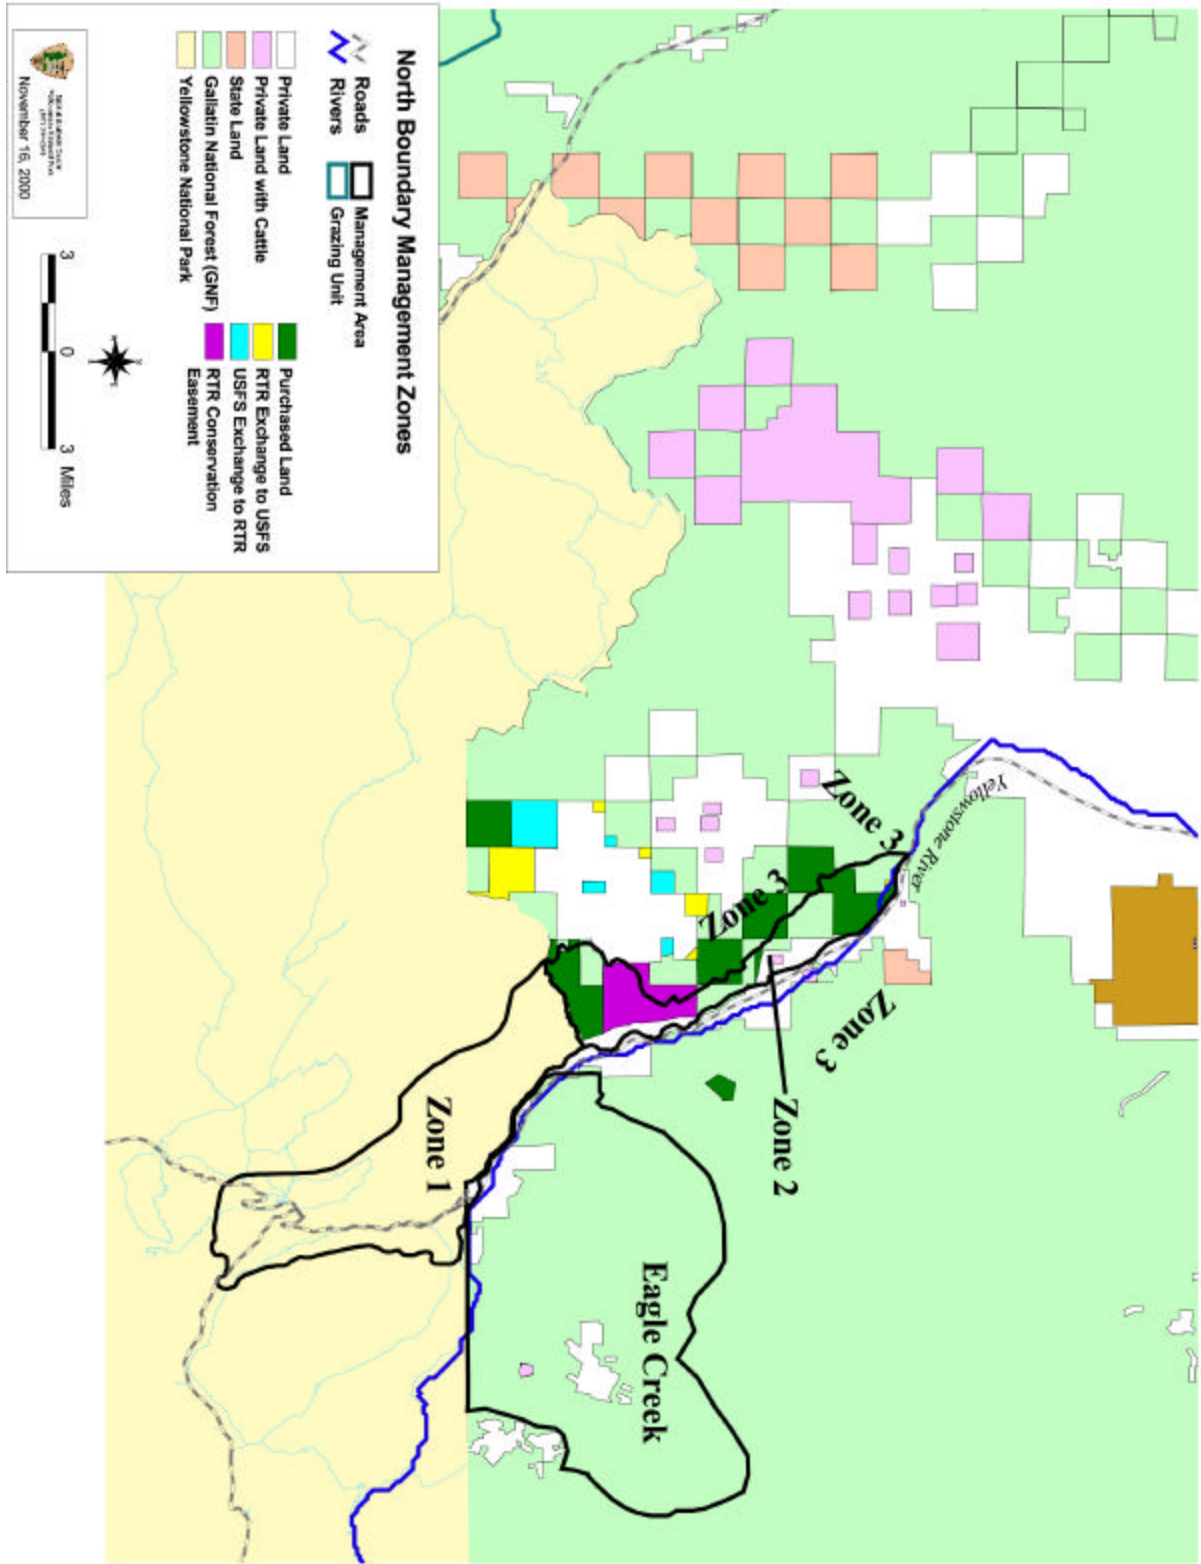 North Boundary Management Zones
Roads
Rivers
Management Area
Grazing Unit
Private Land
Private Land with Cattle
State Land
Gallatin National Forest (GNF)
Yellowstone National Park
Purchased Land
RTR Exchange to USFS
USFS Exchange to RTR
RTR Conservation
Easement
November 16, 2000
3 0 3 Miles
Yellowstone River
Zone 3
Zone 3
Zone 3
Zone 2
Zone 1
Eagle Creek